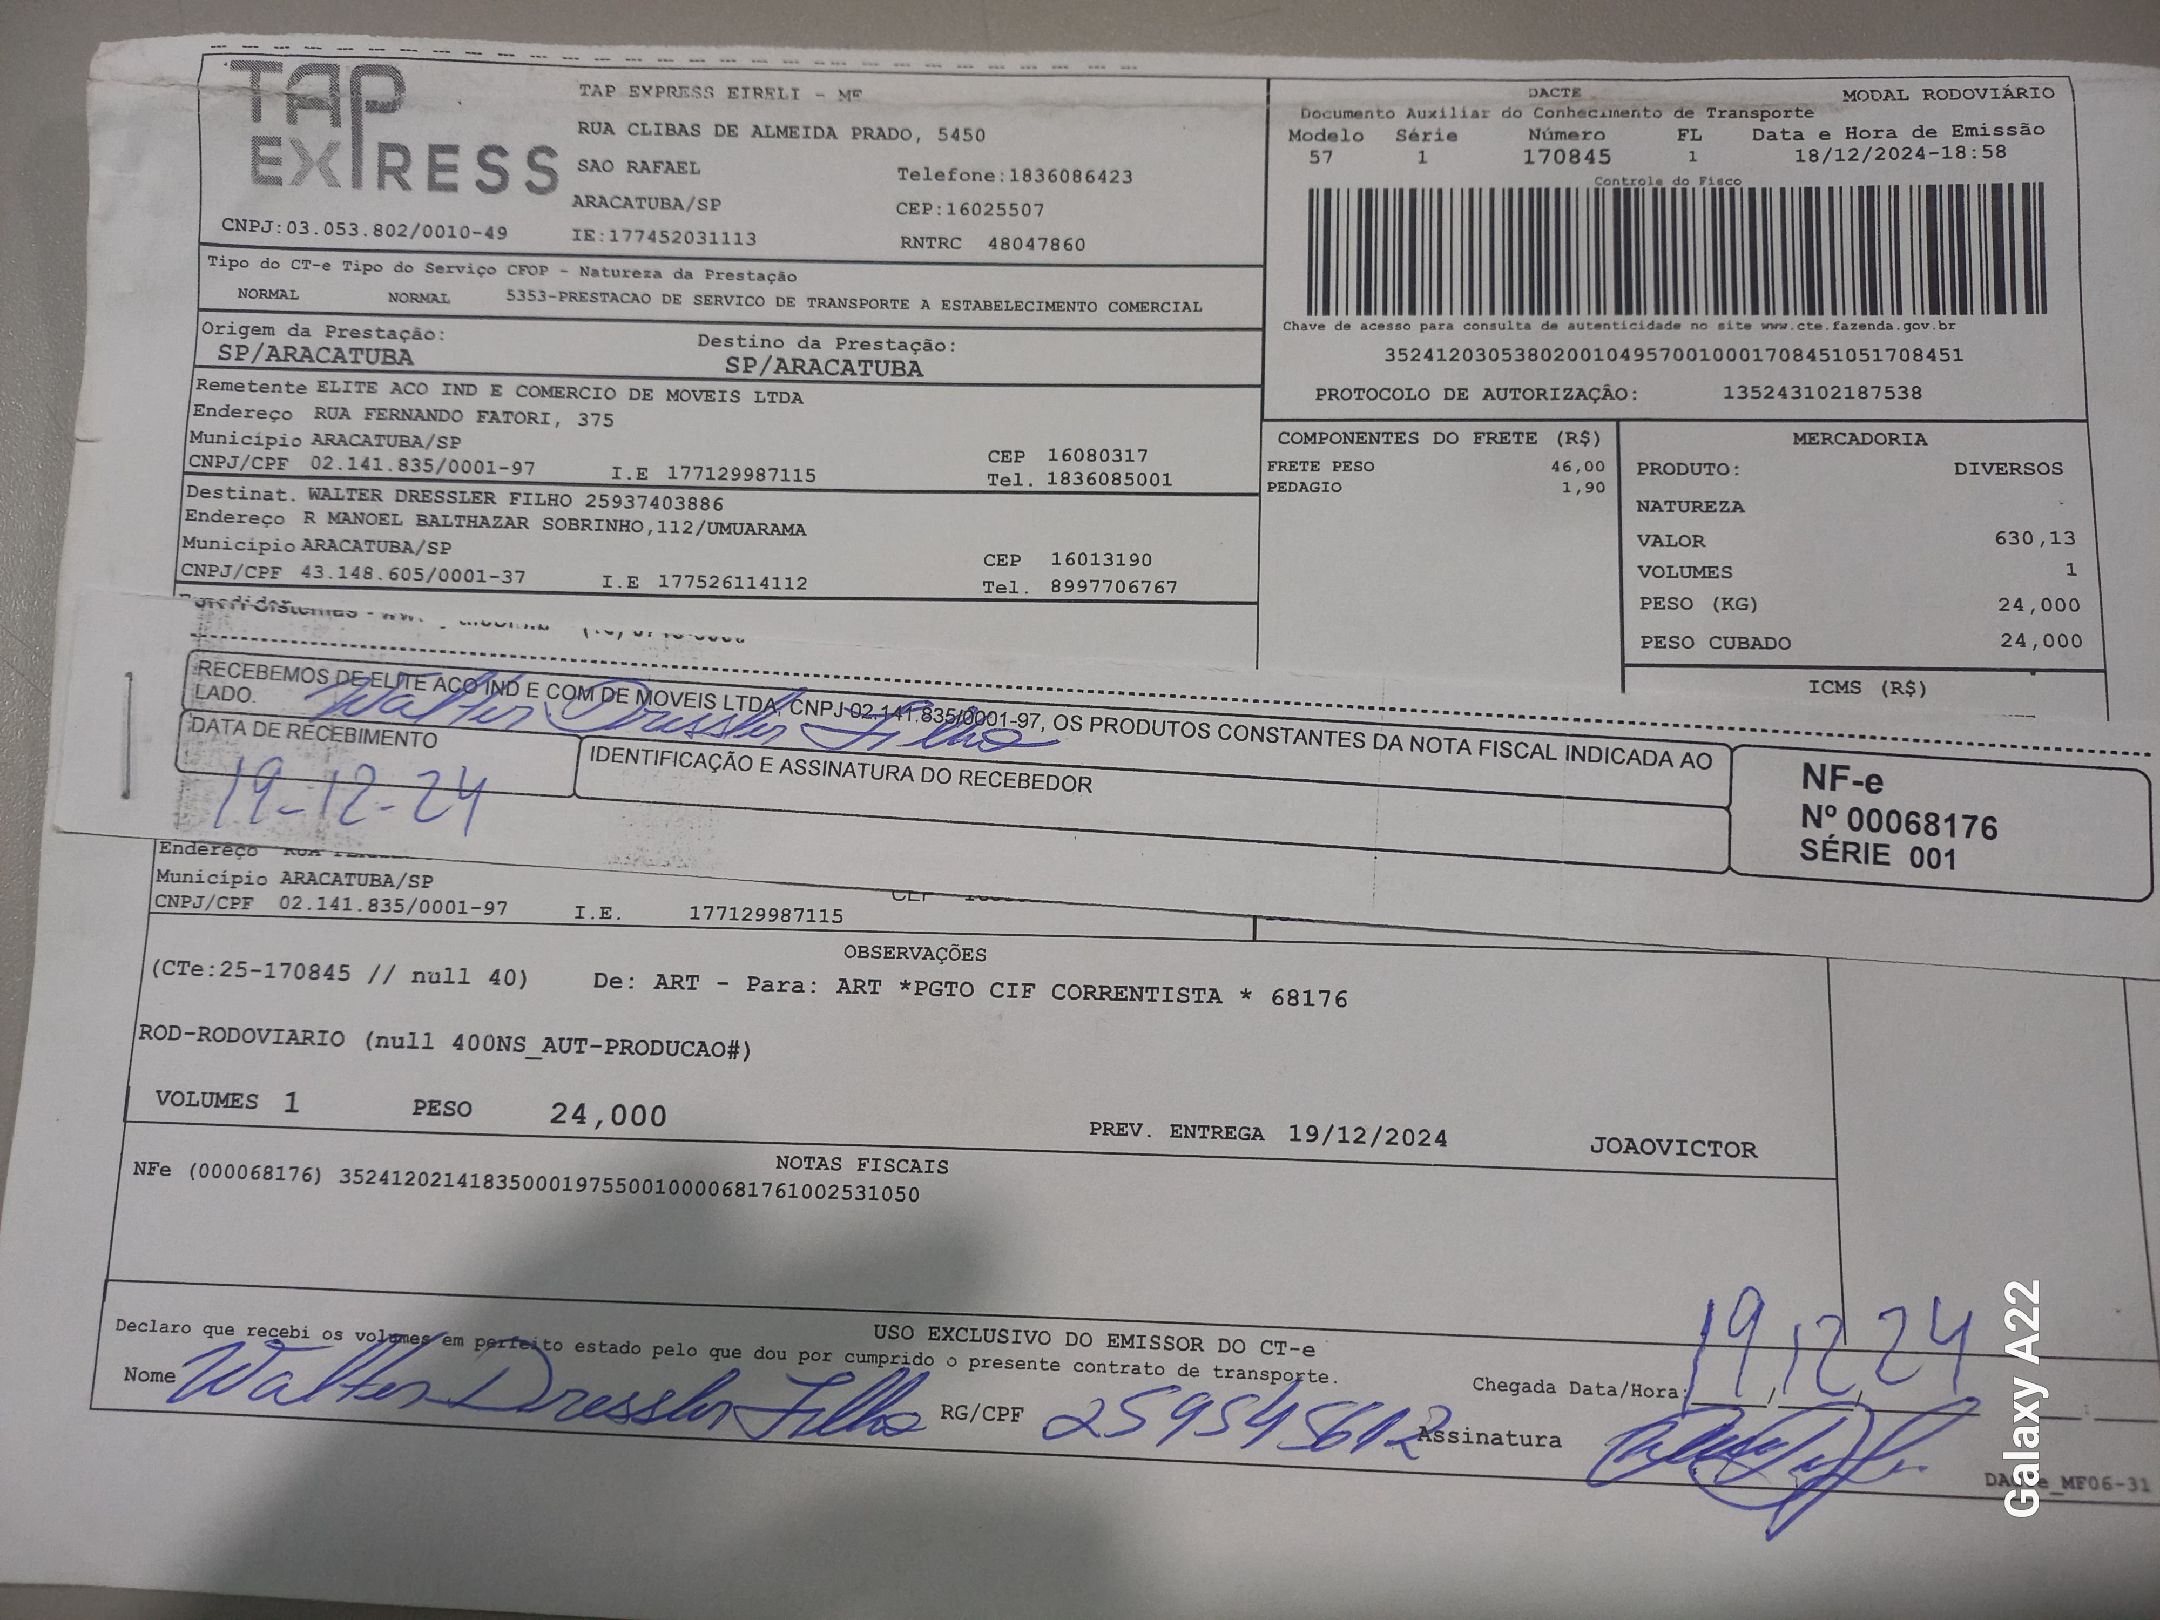 TAP EXPRESS
TAP EXPRESS EIRELI - ME
RUA CLIBAS DE ALMEIDA PRADO, 5450
SAO RAFAEL
Telefone:1836086423
ARACATUBA/SP
CEP:16025507
CNPJ:03.053.802/0010-49
IE:177452031113
RNTRC 48047860
DACTE
MODAL RODOVIÁRIO
Documento Auxiliar do Conhecimento de Transporte
Modelo Série Número FL Data e Hora de Emissão
57 1 170845 1 18/12/2024-18:58
Controle do Fisco
Chave de acesso para consulta de autenticidade no site www.cte.fazenda.gov.br
35241203053802001049570010001708451051708451
PROTOCOLO DE AUTORIZAÇÃO: 135243102187538
Tipo do CT-e Tipo do Serviço CFOP - Natureza da Prestação
NORMAL NORMAL 5353-PRESTACAO DE SERVICO DE TRANSPORTE A ESTABELECIMENTO COMERCIAL
Origem da Prestação: Destino da Prestação:
SP/ARACATUBA SP/ARACATUBA
Remetente ELITE ACO IND E COMERCIO DE MOVEIS LTDA
Endereço RUA FERNANDO FATORI, 375
Município ARACATUBA/SP CEP 16080317
CNPJ/CPF 02.141.835/0001-97 I.E 177129987115 Tel. 1836085001
Destinat. WALTER DRESSLER FILHO 25937403886
Endereço R MANOEL BALTHAZAR SOBRINHO,112/UMUARAMA
Município ARACATUBA/SP CEP 16013190
CNPJ/CPF 43.148.605/0001-37 I.E 177526114112 Tel. 8997706767
COMPONENTES DO FRETE (R$)
FRETE PESO 46,00
PEDAGIO 1,90
MERCADORIA
PRODUTO: DIVERSOS
NATUREZA
VALOR 630,13
VOLUMES 1
PESO (KG) 24,000
PESO CUBADO 24,000
ICMS (R$)
RECEBEMOS DE ELITE ACO IND E COM DE MOVEIS LTDA, CNPJ 02.141.835/0001-97, OS PRODUTOS CONSTANTES DA NOTA FISCAL INDICADA AO
LADO.
Walter Dressler Filho
DATA DE RECEBIMENTO
19-12-24
IDENTIFICAÇÃO E ASSINATURA DO RECEBEDOR
NF-e
Nº 00068176
SÉRIE 001
Endereço
Município ARACATUBA/SP
CNPJ/CPF 02.141.835/0001-97 I.E. 177129987115
OBSERVAÇÕES
(CTe:25-170845 // null 40) De: ART - Para: ART *PGTO CIF CORRENTISTA * 68176
ROD-RODOVIARIO (null 400NS_AUT-PRODUCAO#)
VOLUMES 1 PESO 24,000 PREV. ENTREGA 19/12/2024 JOAOVICTOR
NOTAS FISCAIS
NFe (000068176) 35241202141835000197550010000681761002531050
USO EXCLUSIVO DO EMISSOR DO CT-e
Declaro que recebi os volumes em perfeito estado pelo que dou por cumprido o presente contrato de transporte.
Nome Walter Dressler Filho RG/CPF 259545612
Chegada Data/Hora: 19 12 24
Assinatura
Galaxy A22